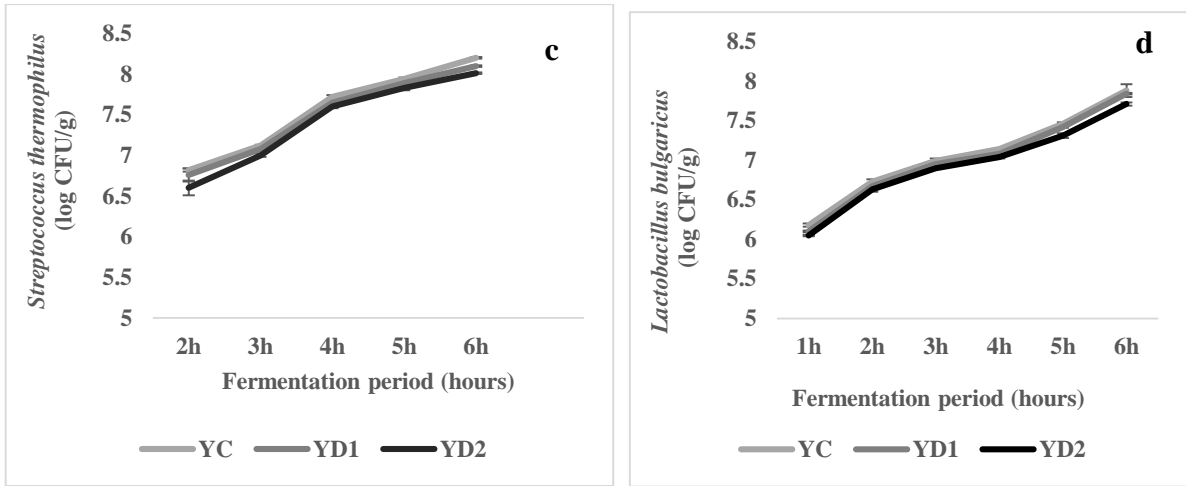 c
Streptococcus thermophilus
(log CFU/g)
8.5
8
7.5
7
6.5
6
5.5
5
2h 3h 4h 5h 6h
Fermentation period (hours)
YC YD1 YD2
d
Lactobacillus bulgaricus
(log CFU/g)
8.5
8
7.5
7
6.5
6
5.5
5
1h 2h 3h 4h 5h 6h
Fermentation period (hours)
YC YD1 YD2